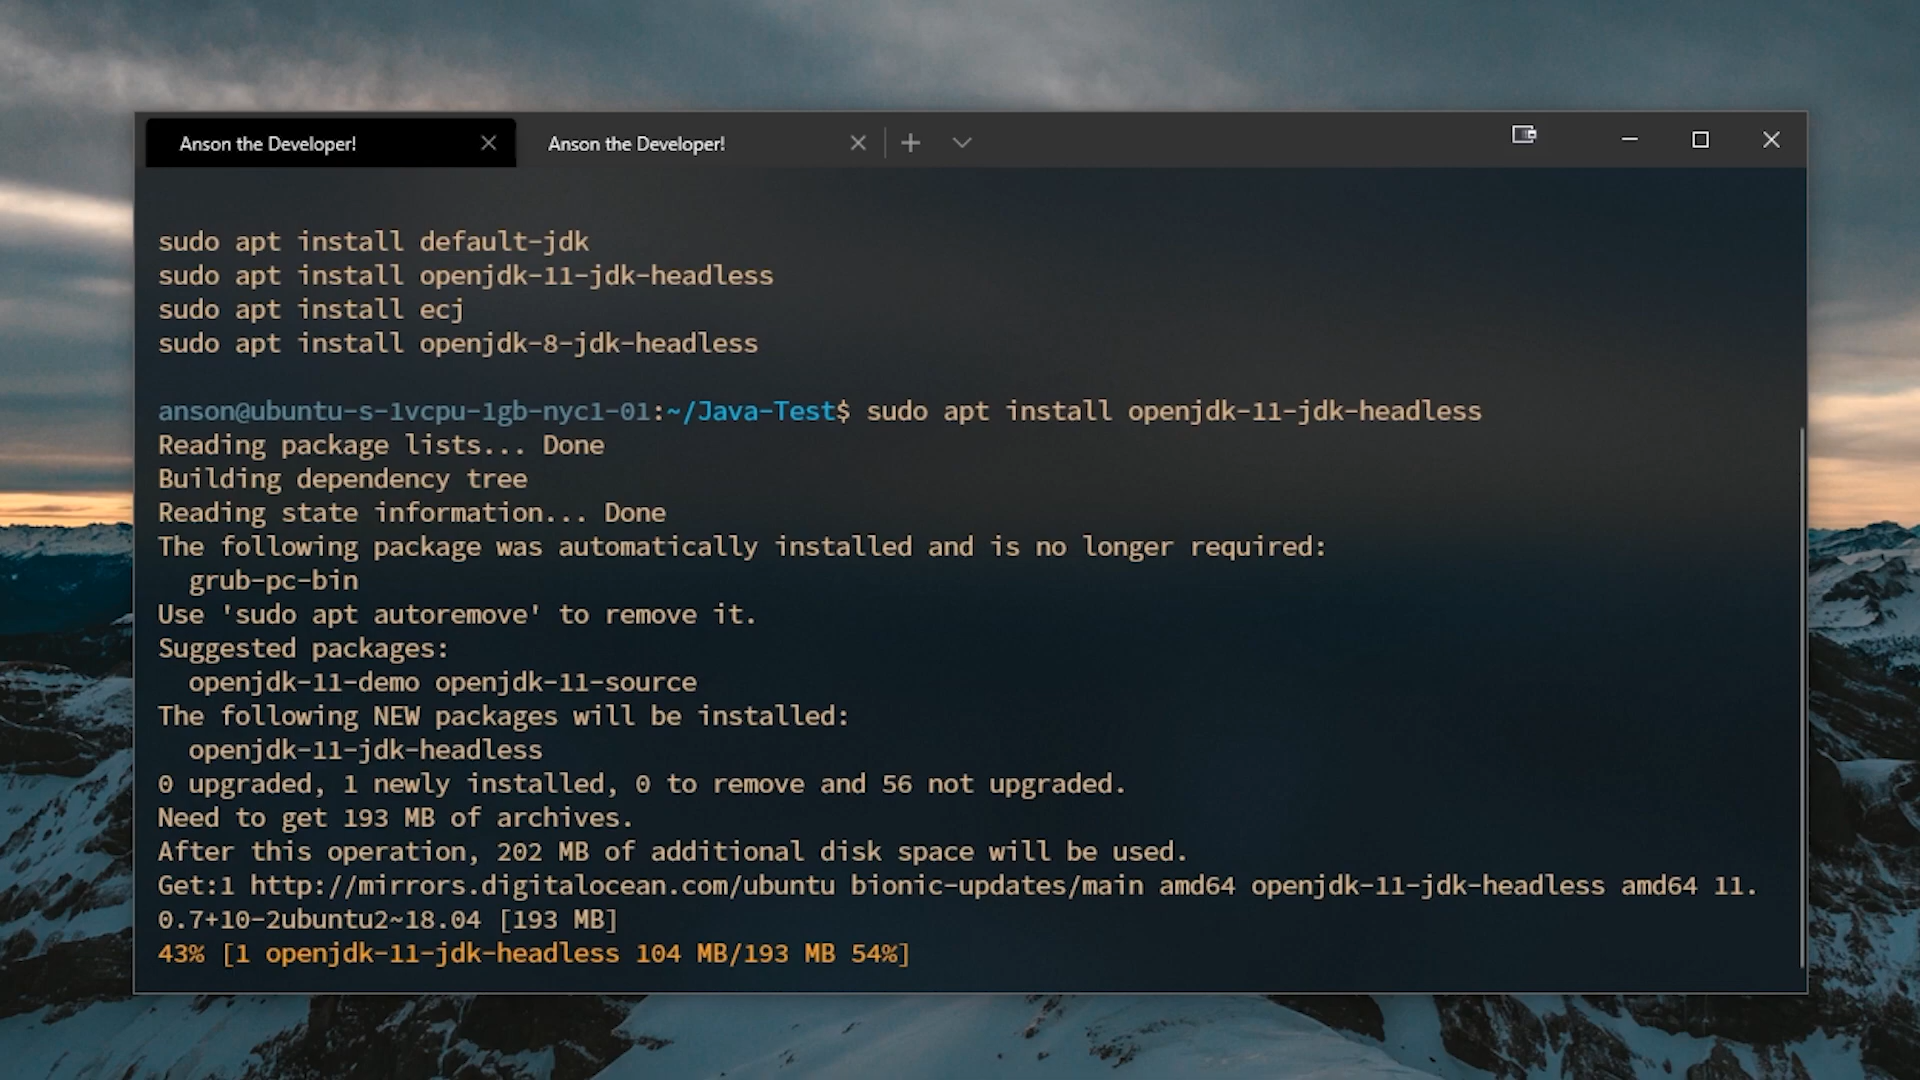 Anson the Developer! Anson the Developer!
sudo apt install default-jdk
sudo apt install openjdk-11-jdk-headless
sudo apt install ecj
sudo apt install openjdk-8-jdk-headless
anson@ubuntu-s-1vcpu-1gb-nyc1-01:~/Java-Test$ sudo apt install openjdk-11-jdk-headless
Reading package lists... Done
Building dependency tree
Reading state information... Done
The following package was automatically installed and is no longer required:
  grub-pc-bin
Use 'sudo apt autoremove' to remove it.
Suggested packages:
  openjdk-11-demo openjdk-11-source
The following NEW packages will be installed:
  openjdk-11-jdk-headless
0 upgraded, 1 newly installed, 0 to remove and 56 not upgraded.
Need to get 193 MB of archives.
After this operation, 202 MB of additional disk space will be used.
Get:1 http://mirrors.digitalocean.com/ubuntu bionic-updates/main amd64 openjdk-11-jdk-headless amd64 11.
0.7+10-2ubuntu2~18.04 [193 MB]
43% [1 openjdk-11-jdk-headless 104 MB/193 MB 54%]